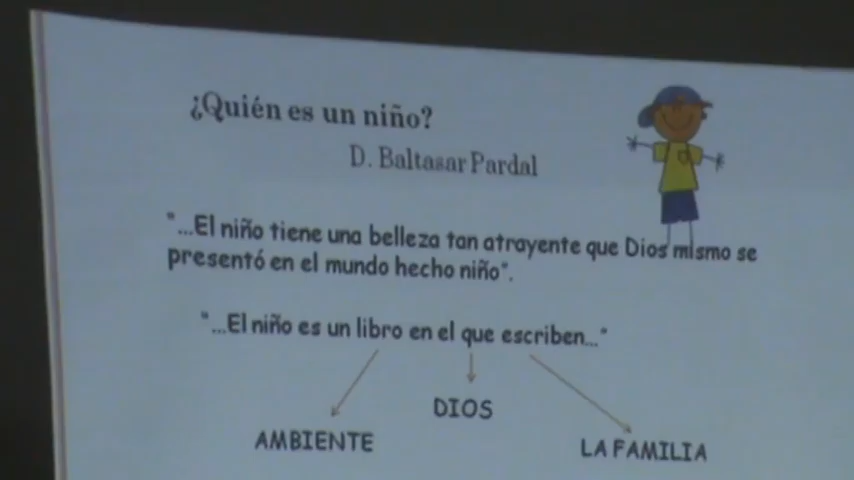 ¿Quién es un niño?
D. Baltasar Pardal
"...El niño tiene una belleza tan atrayente que Dios mismo se
presentó en el mundo hecho niño".
"...El niño es un libro en el que escriben..."
DIOS
AMBIENTE
LA FAMILIA